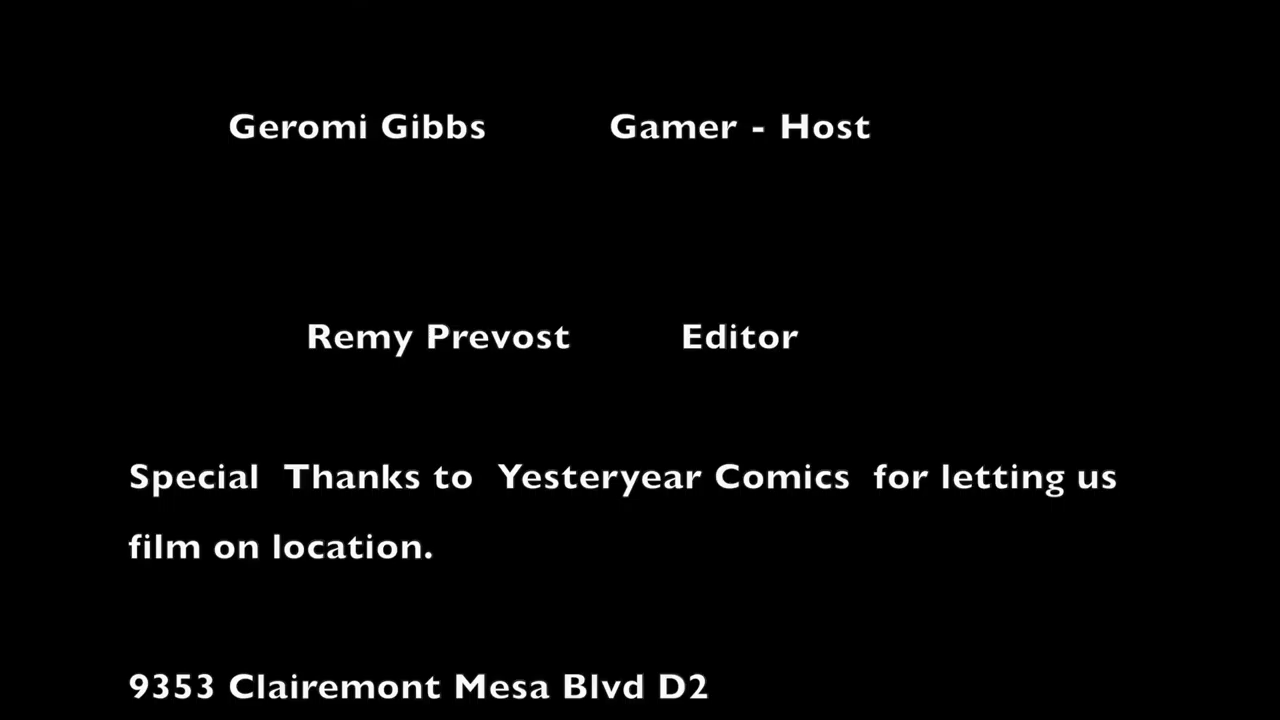 Geromi Gibbs Gamer - Host
Remy Prevost Editor
Special Thanks to Yesteryear Comics for letting us
film on location.
9353 Clairemont Mesa Blvd D2